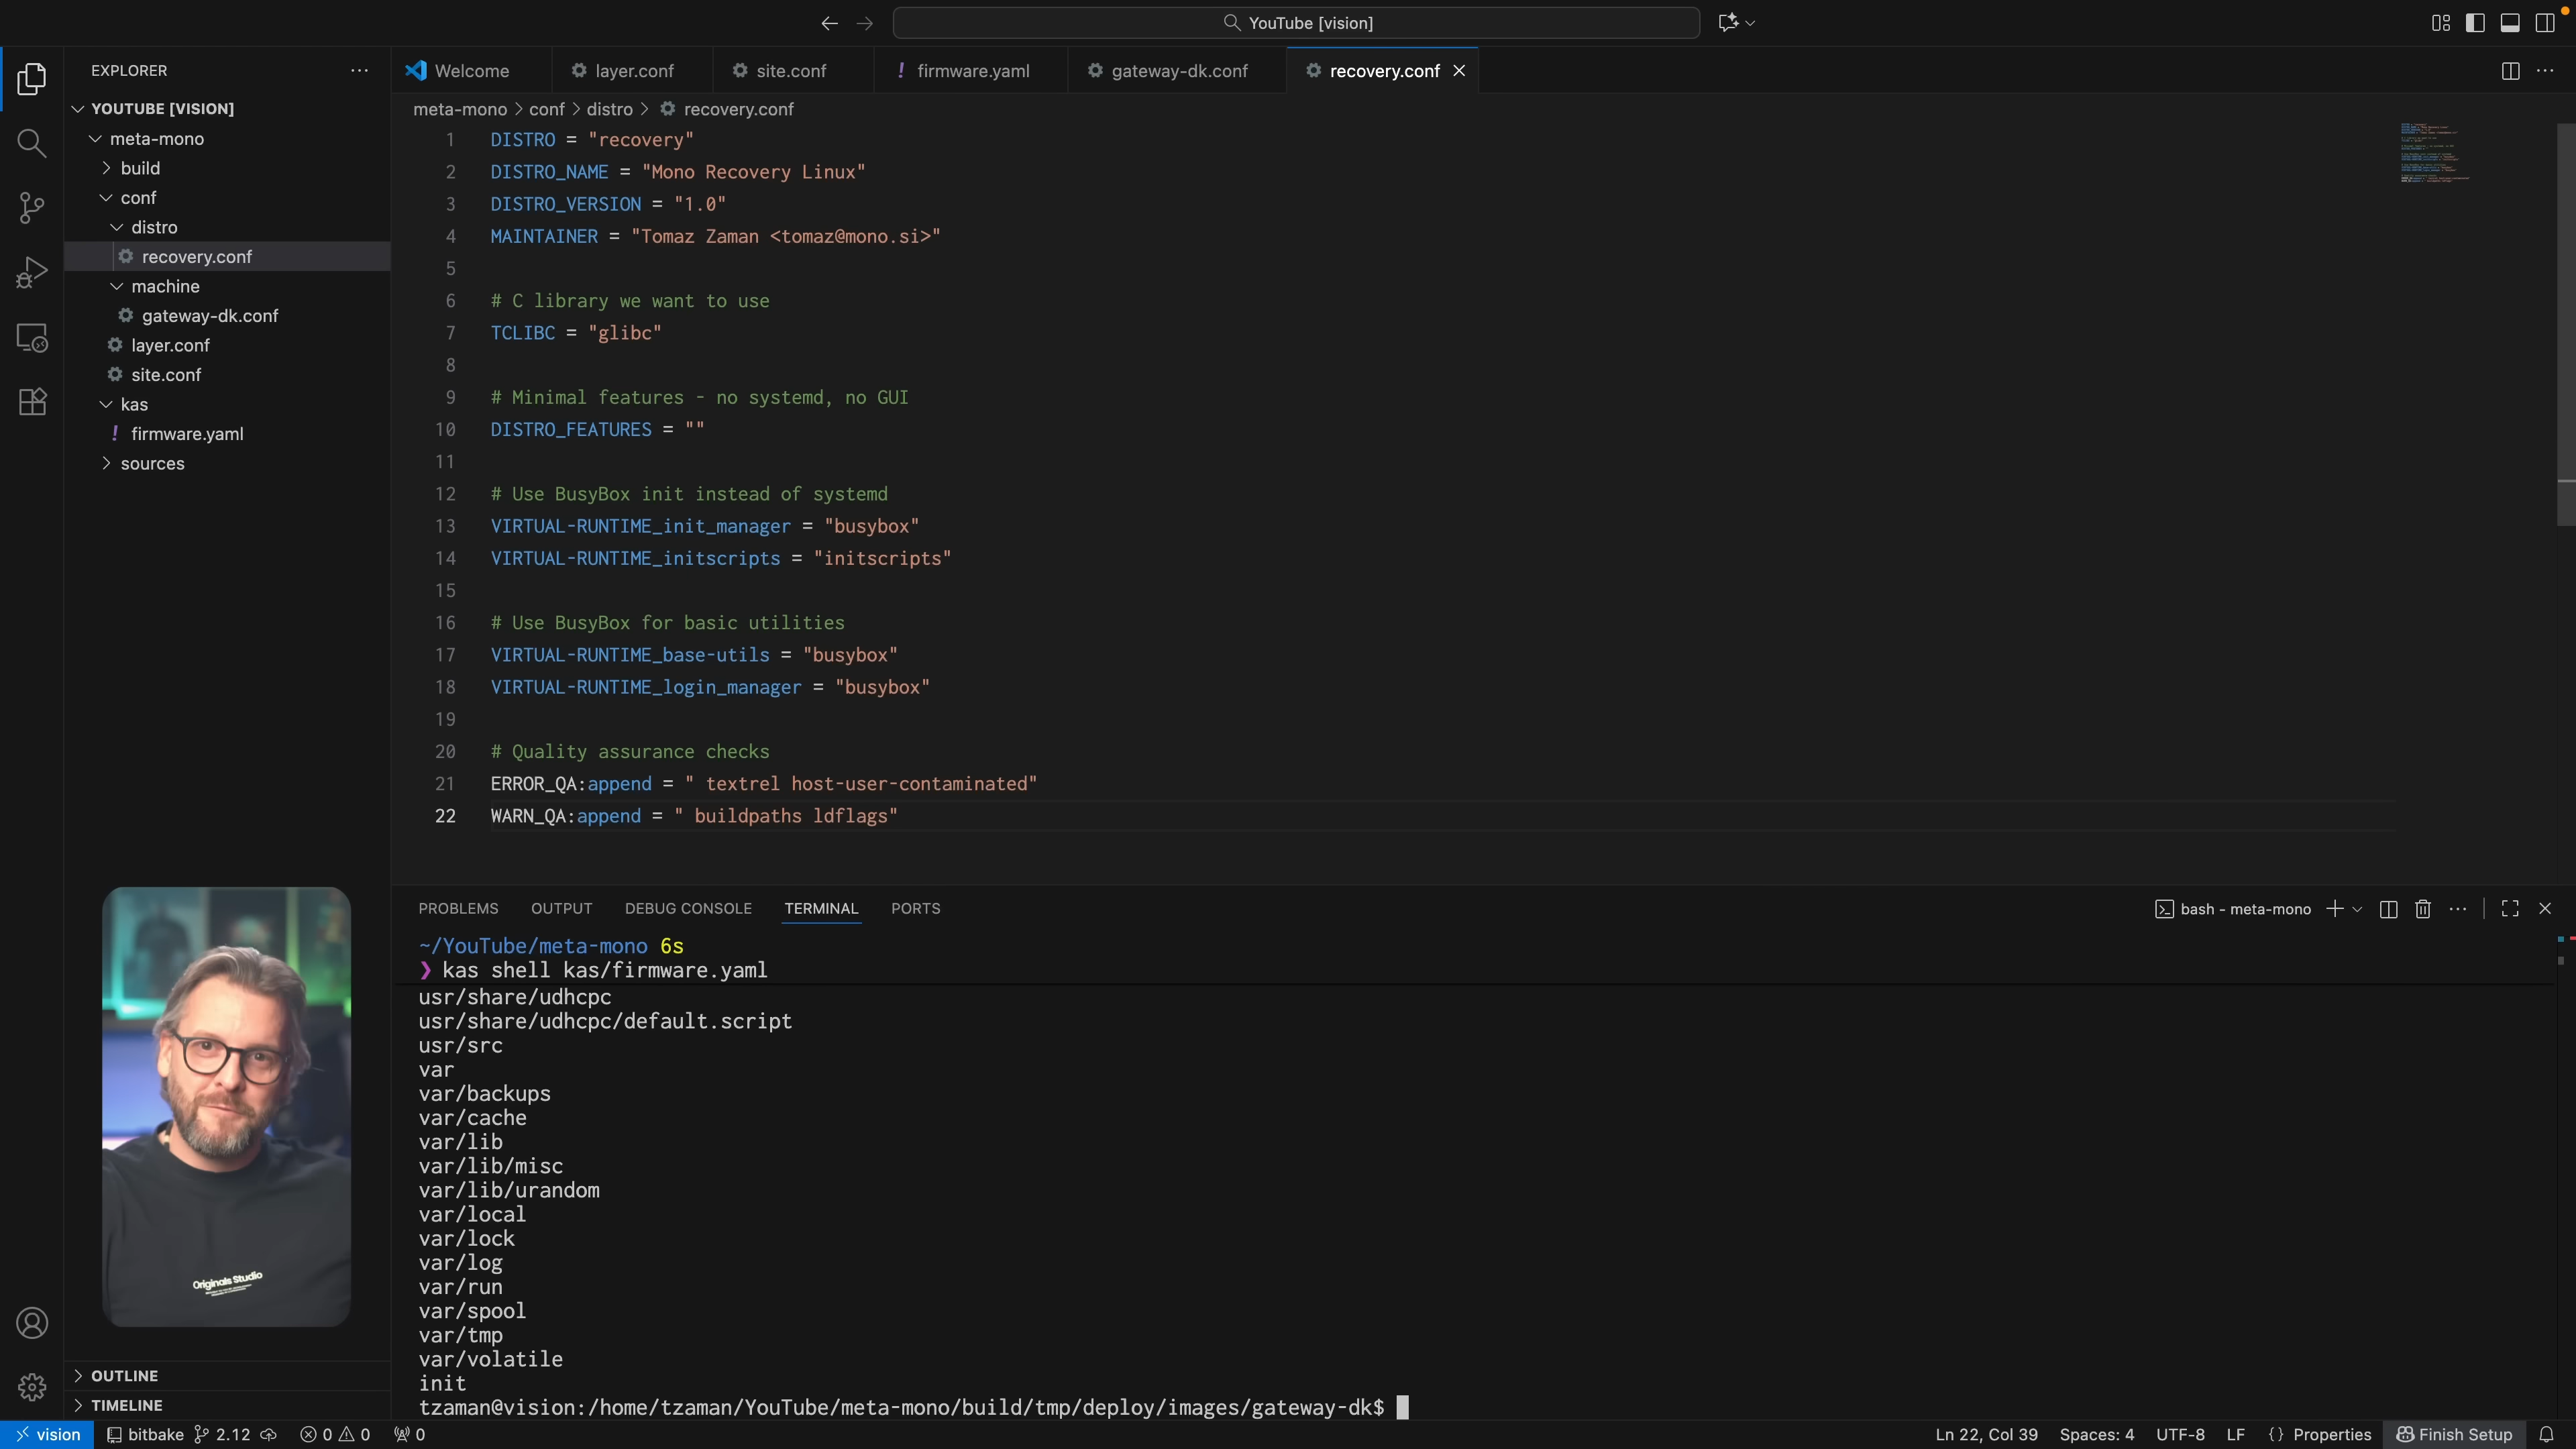 YouTube [vision]
EXPLORER
YOUTUBE [VISION]
meta-mono
build
conf
distro
recovery.conf
machine
gateway-dk.conf
layer.conf
site.conf
kas
! firmware.yaml
sources
OUTLINE
TIMELINE
Welcome
layer.conf
site.conf
! firmware.yaml
gateway-dk.conf
recovery.conf
meta-mono > conf > distro > recovery.conf
1 DISTRO = "recovery"
2 DISTRO_NAME = "Mono Recovery Linux"
3 DISTRO_VERSION = "1.0"
4 MAINTAINER = "Tomaz Zaman <tomaz@mono.si>"
5
6 # C library we want to use
7 TCLIBC = "glibc"
8
9 # Minimal features - no systemd, no GUI
10 DISTRO_FEATURES = ""
11
12 # Use BusyBox init instead of systemd
13 VIRTUAL-RUNTIME_init_manager = "busybox"
14 VIRTUAL-RUNTIME_initscripts = "initscripts"
15
16 # Use BusyBox for basic utilities
17 VIRTUAL-RUNTIME_base-utils = "busybox"
18 VIRTUAL-RUNTIME_login_manager = "busybox"
19
20 # Quality assurance checks
21 ERROR_QA:append = " textrel host-user-contaminated"
22 WARN_QA:append = " buildpaths ldflags"
PROBLEMS OUTPUT DEBUG CONSOLE TERMINAL PORTS
bash - meta-mono
~/YouTube/meta-mono 6s
❯ kas shell kas/firmware.yaml
usr/share/udhcpc
usr/share/udhcpc/default.script
usr/src
var
var/backups
var/cache
var/lib
var/lib/misc
var/lib/urandom
var/local
var/lock
var/log
var/run
var/spool
var/tmp
var/volatile
init
tzaman@vision:/home/tzaman/YouTube/meta-mono/build/tmp/deploy/images/gateway-dk$
Originals Studio
vision bitbake 2.12 0 0 0
Ln 22, Col 39 Spaces: 4 UTF-8 LF {} Properties Finish Setup